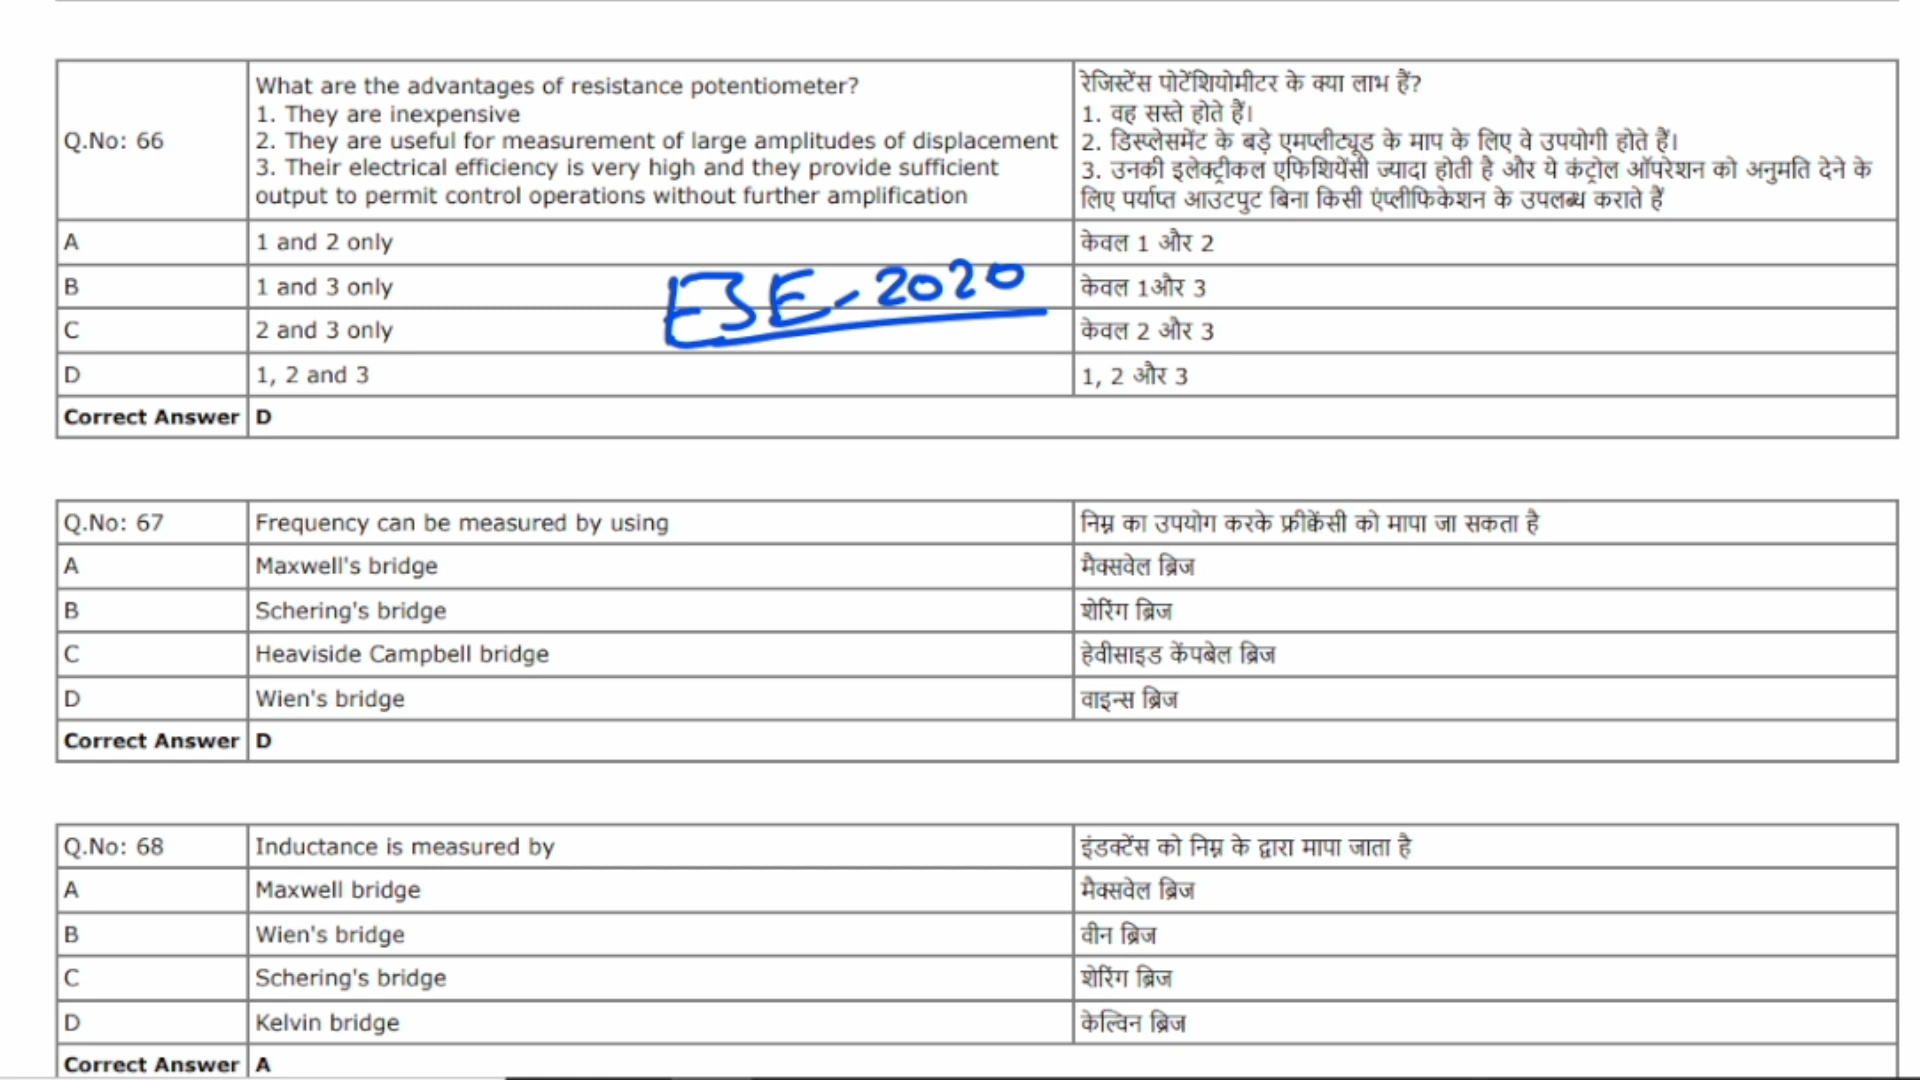 Q.No: 66
What are the advantages of resistance potentiometer?
1. They are inexpensive
2. They are useful for measurement of large amplitudes of displacement
3. Their electrical efficiency is very high and they provide sufficient
output to permit control operations without further amplification
रेजिस्टेंस पोटेंशियोमीटर के क्या लाभ हैं?
1. वह सस्ते होते हैं।
2. डिस्प्लेसमेंट के बड़े एमप्लीट्यूड के माप के लिए वे उपयोगी होते हैं।
3. उनकी इलेक्ट्रीकल एफिशियेंसी ज्यादा होती है और ये कंट्रोल ऑपरेशन को अनुमति देने के
लिए पर्याप्त आउटपुट बिना किसी एंप्लीफिकेशन के उपलब्ध कराते हैं
A 1 and 2 only केवल 1 और 2
B 1 and 3 only केवल 1और 3
ESE-2020
C 2 and 3 only केवल 2 और 3
D 1, 2 and 3 1, 2 और 3
Correct Answer D
Q.No: 67 Frequency can be measured by using निम्न का उपयोग करके फ्रीक्वेंसी को मापा जा सकता है
A Maxwell's bridge मैक्सवेल ब्रिज
B Schering's bridge शेरिंग ब्रिज
C Heaviside Campbell bridge हेवीसाइड केंपबेल ब्रिज
D Wien's bridge वाइन्स ब्रिज
Correct Answer D
Q.No: 68 Inductance is measured by इंडक्टेंस को निम्न के द्वारा मापा जाता है
A Maxwell bridge मैक्सवेल ब्रिज
B Wien's bridge वीन ब्रिज
C Schering's bridge शेरिंग ब्रिज
D Kelvin bridge केल्विन ब्रिज
Correct Answer A